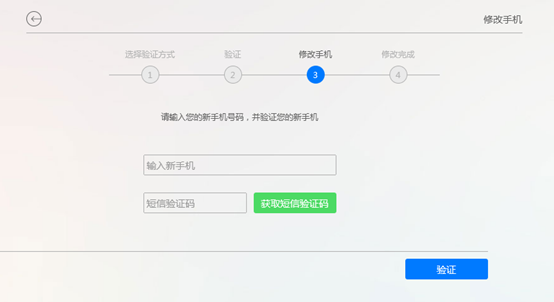 修改手机
选择验证方式 验证 修改手机 修改完成
1 2 3 4
请输入您的新手机号码，并验证您的新手机
输入新手机
短信验证码 获取短信验证码
验证